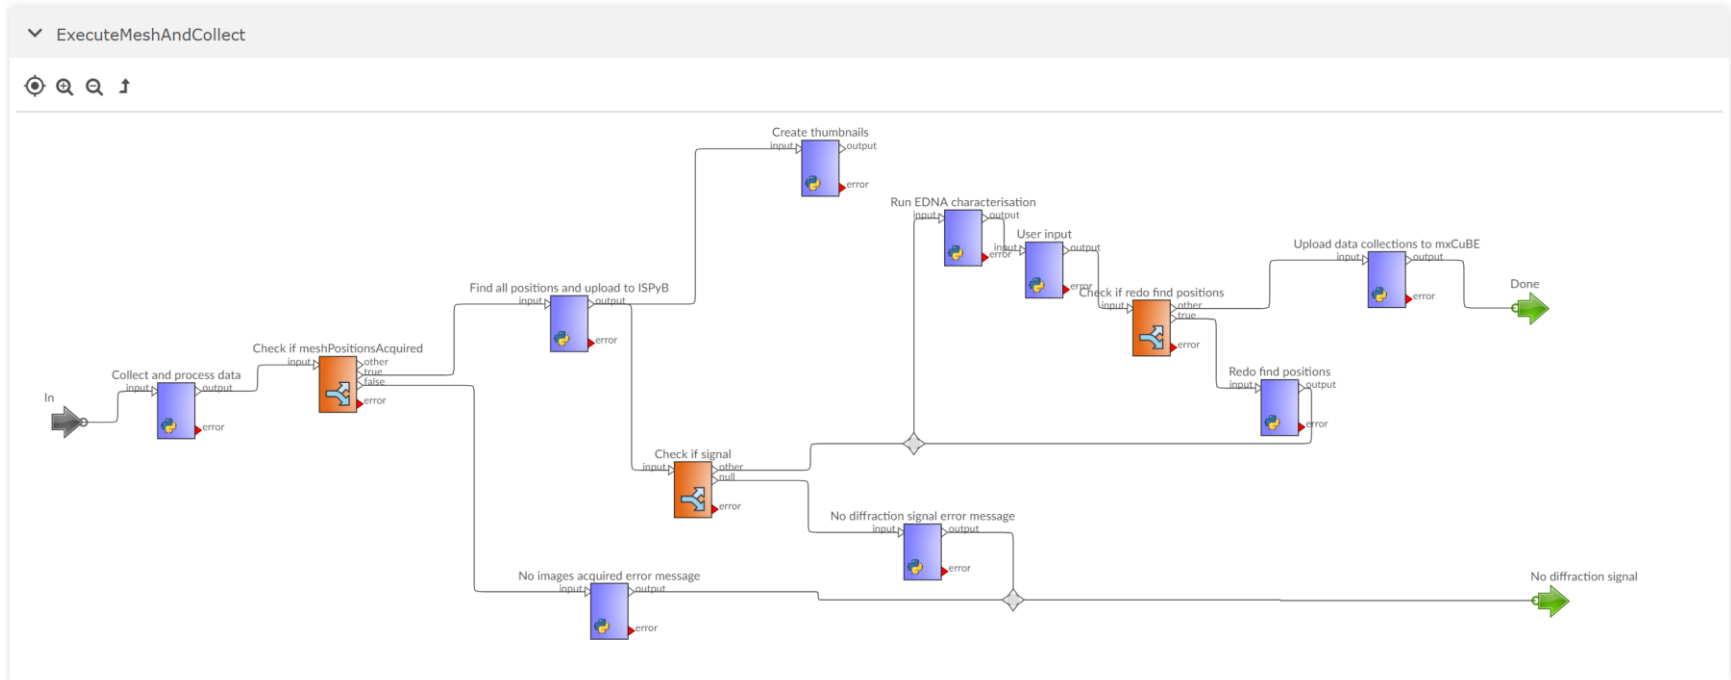 ExecuteMeshAndCollect
Create thumbnails
input output
error
Run EDNA characterisation
input output
error
User input
input output
error
Upload data collections to mxCuBE
input output
error
Done
Check if redo find positions
input other
true
error
Find all positions and upload to ISPyB
input output
error
Check if meshPositionsAcquired
input other
true
false
error
Collect and process data
input output
error
In
Redo find positions
input output
error
Check if signal
input other
null
error
No diffraction signal error message
input output
error
No images acquired error message
input output
error
No diffraction signal